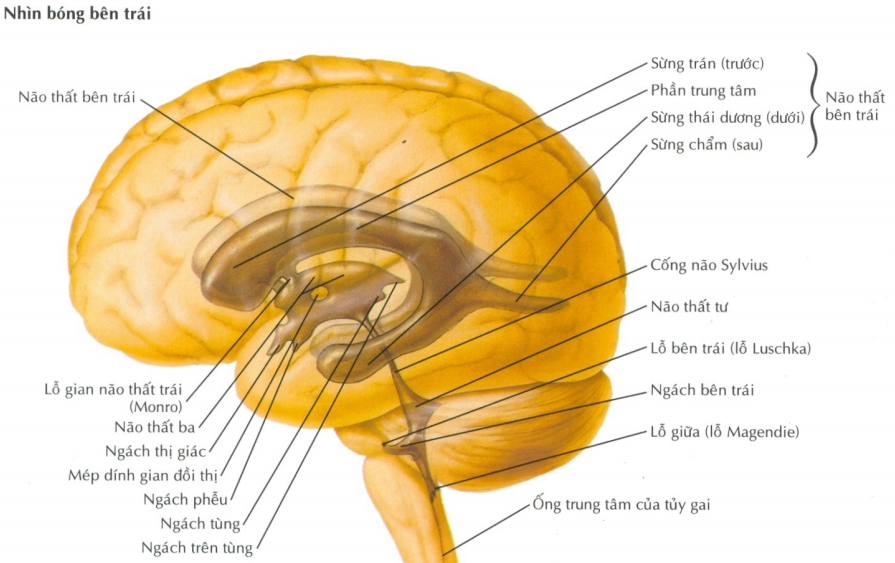 Nhìn bóng bên trái
Não thất bên trái
Sừng trán (trước)
Phần trung tâm
Sừng thái dương (dưới)
Sừng chẩm (sau)
Não thất
bên trái
Cống não Sylvius
Não thất tư
Lỗ bên trái (lỗ Luschka)
Ngách bên trái
Lỗ giữa (lỗ Magendie)
Ống trung tâm của tủy gai
Lỗ gian não thất trái
(Monro)
Não thất ba
Ngách thị giác
Mép dính gian đồi thị
Ngách phễu
Ngách tùng
Ngách trên tùng